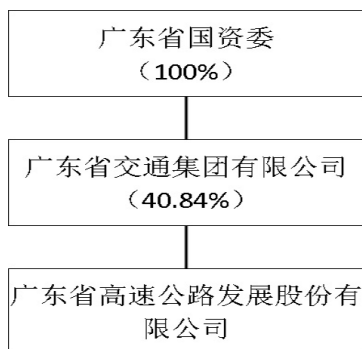 广东省国资委
（100%）
广东省交通集团有限公司
（40.84%）
广东省高速公路发展股份有
限公司